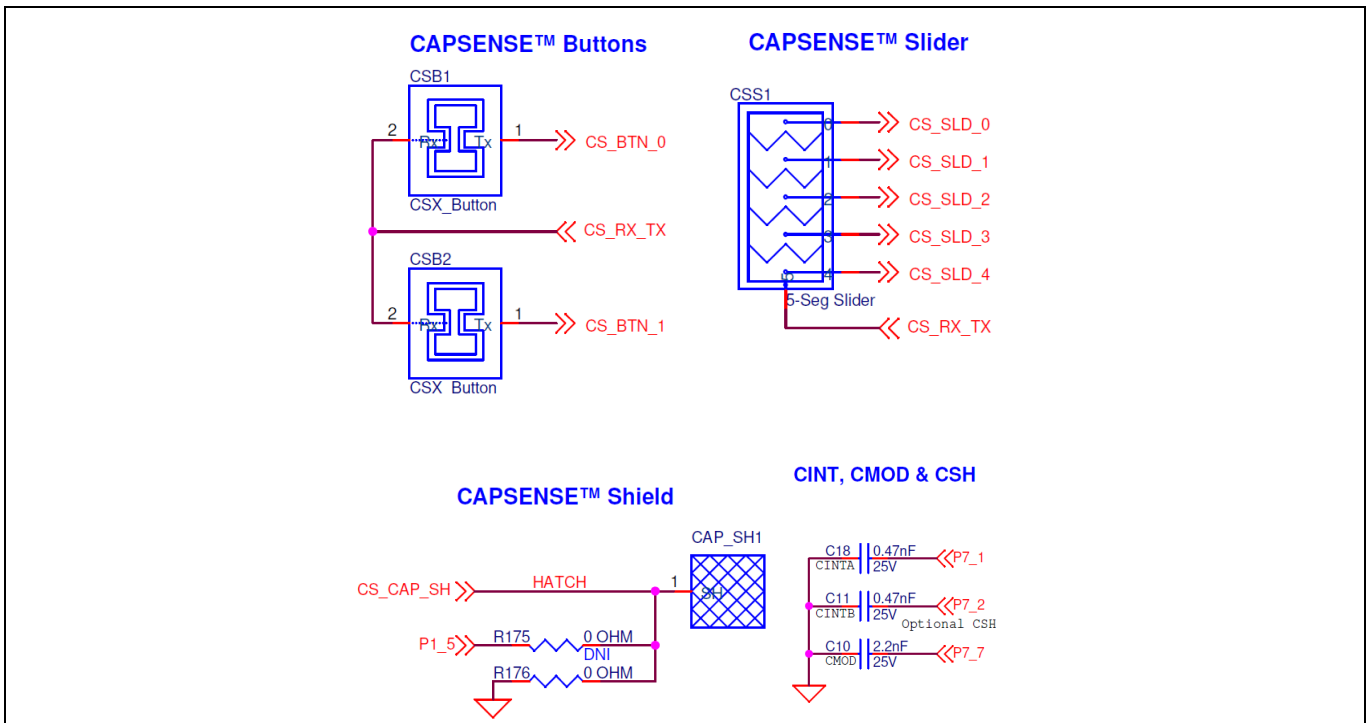 CAPSENSE™ Buttons
CSB1
2
Rx
Tx
1
CS_BTN_0
CSX_Button
CS_RX_TX
CSB2
2
Rx
Tx
1
CS_BTN_1
CSX_Button
CAPSENSE™ Slider
CSS1
0
CS_SLD_0
1
CS_SLD_1
2
CS_SLD_2
3
CS_SLD_3
4
CS_SLD_4
5
5-Seg Slider
CS_RX_TX
CAPSENSE™ Shield
CAP_SH1
CS_CAP_SH
HATCH
1
SH
P1_5
R175
0 OHM
DNI
R176
0 OHM
CINT, CMOD & CSH
C18
0.47nF
P7_1
CINTA
25V
C11
0.47nF
P7_2
CINTB
25V
Optional CSH
C10
2.2nF
P7_7
CMOD
25V